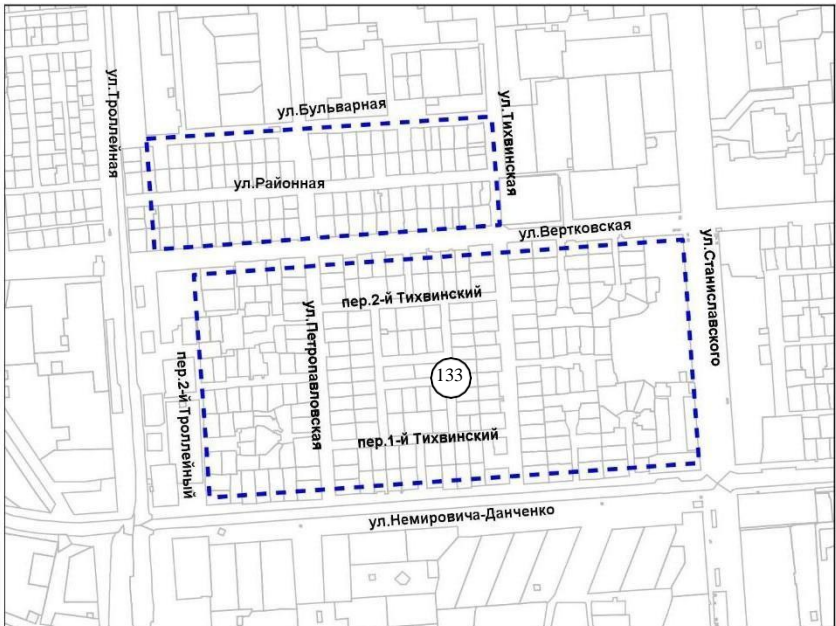 ул.Троллейная
ул.Бульварная
ул.Тихвинская
ул.Районная
ул.Вертковская
ул.Станиславского
пер.2-й Тихвинский
ул.Петропавловская
пер.2-й Троллейный
133
пер.1-й Тихвинский
ул.Немировича-Данченко